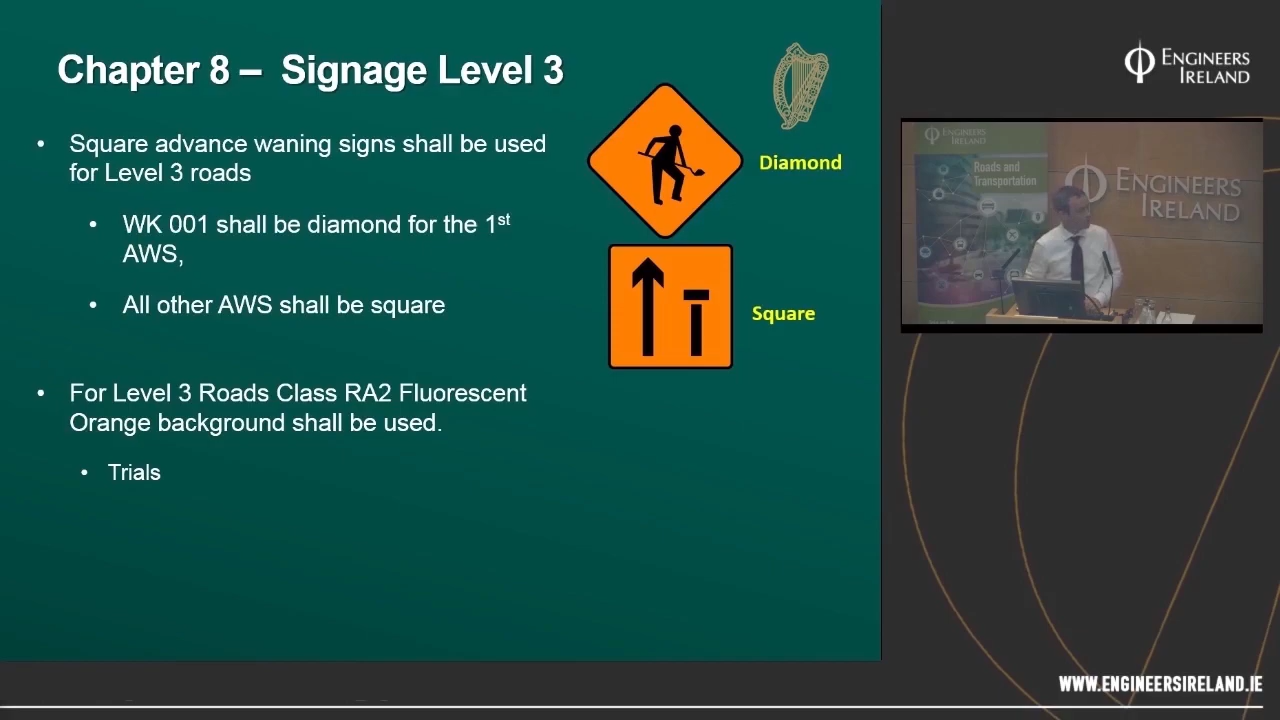 Chapter 8 – Signage Level 3
• Square advance waning signs shall be used
for Level 3 roads
• WK 001 shall be diamond for the 1st
AWS,
• All other AWS shall be square
• For Level 3 Roads Class RA2 Fluorescent
Orange background shall be used.
• Trials
Diamond
Square
ENGINEERS
IRELAND
ENGINEERS
IRELAND
Roads and
Transportation
ENGINEERS
IRELAND
WWW.ENGINEERSIRELAND.IE